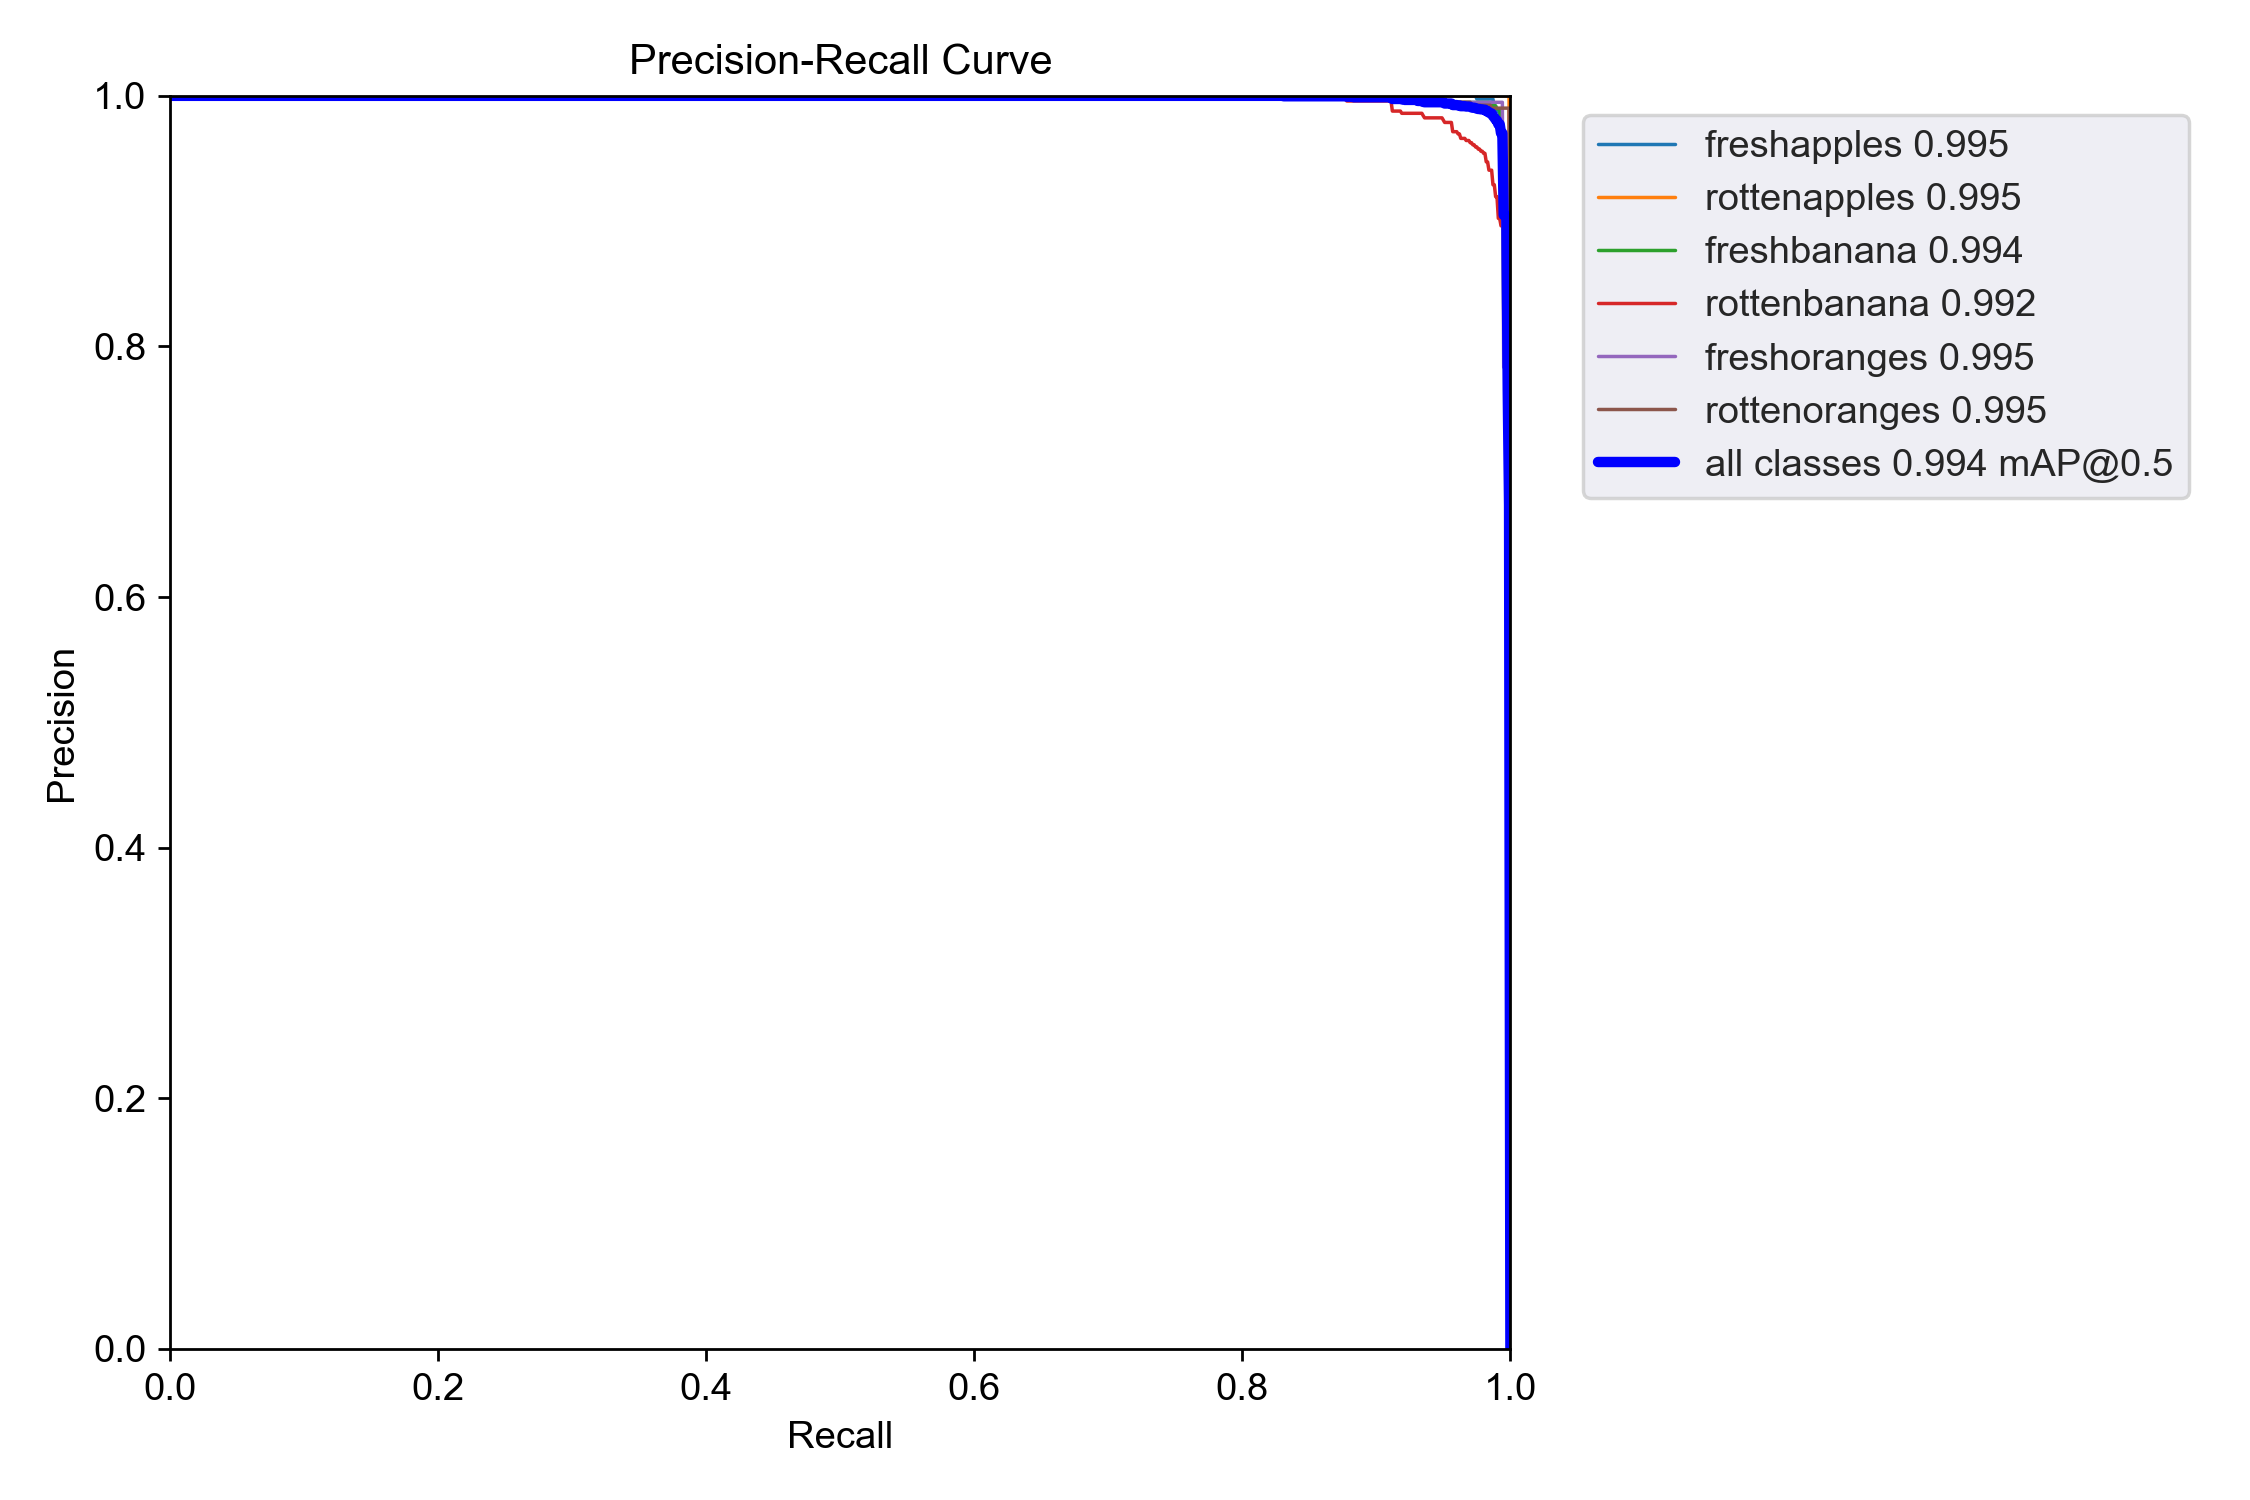 Precision-Recall Curve
1.0
0.8
0.6
0.4
0.2
0.0
Precision
0.0 0.2 0.4 0.6 0.8 1.0
Recall
freshapples 0.995
rottenapples 0.995
freshbanana 0.994
rottenbanana 0.992
freshoranges 0.995
rottenoranges 0.995
all classes 0.994 mAP@0.5